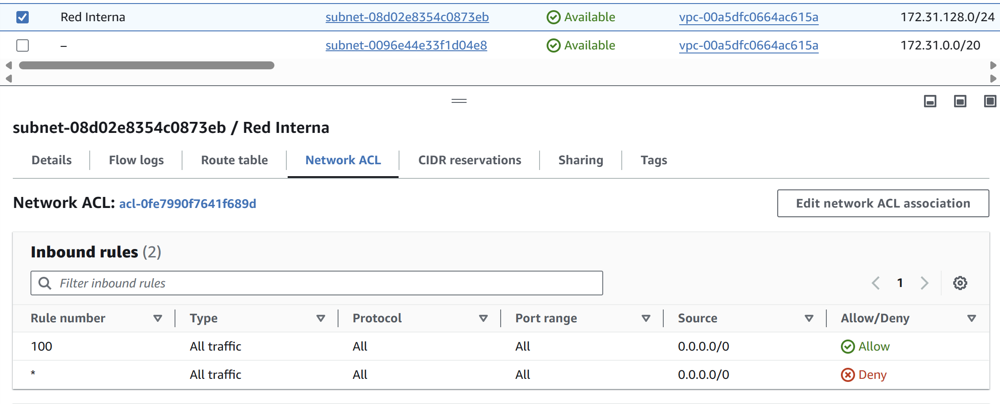 Red Interna subnet-08d02e8354c0873eb Available vpc-00a5dfc0664ac615a 172.31.128.0/24
– subnet-0096e44e33f1d04e8 Available vpc-00a5dfc0664ac615a 172.31.0.0/20
subnet-08d02e8354c0873eb / Red Interna
Details Flow logs Route table Network ACL CIDR reservations Sharing Tags
Network ACL: acl-0fe7990f7641f689d Edit network ACL association
Inbound rules (2)
Filter inbound rules 1
Rule number Type Protocol Port range Source Allow/Deny
100 All traffic All All 0.0.0.0/0 Allow
* All traffic All All 0.0.0.0/0 Deny